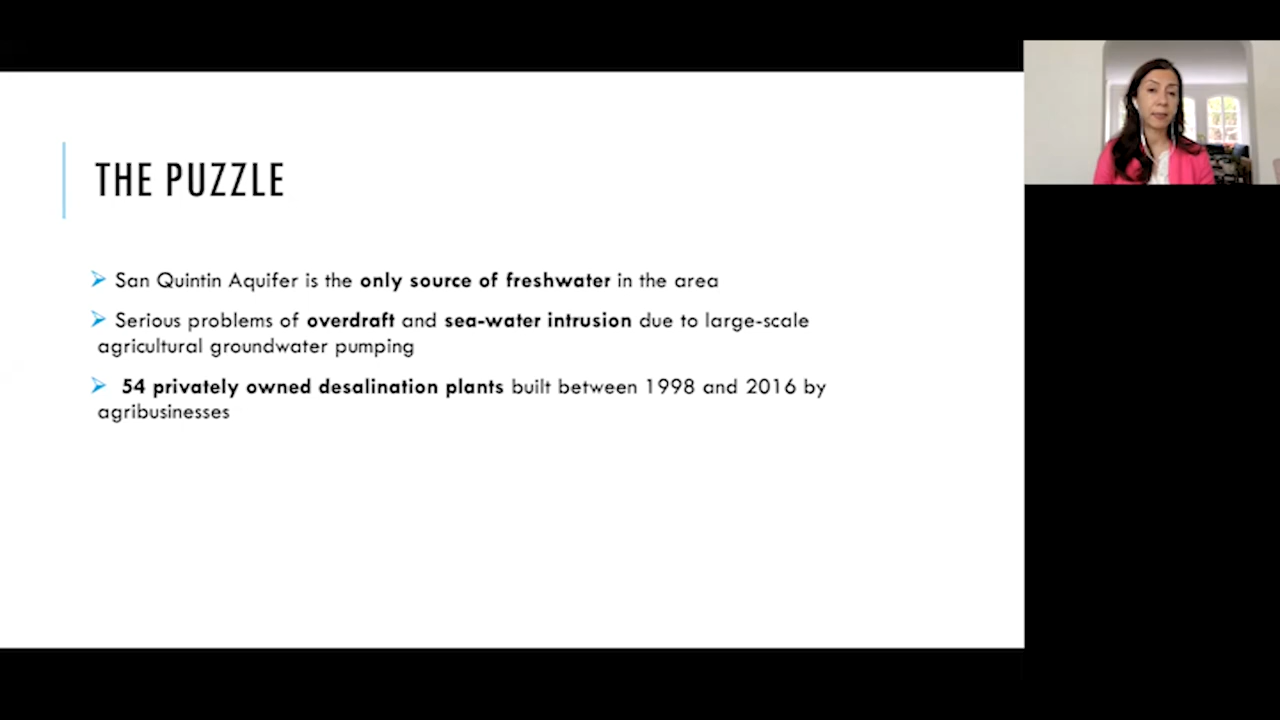 THE PUZZLE
San Quintin Aquifer is the only source of freshwater in the area
Serious problems of overdraft and sea-water intrusion due to large-scale
agricultural groundwater pumping
54 privately owned desalination plants built between 1998 and 2016 by
agribusinesses